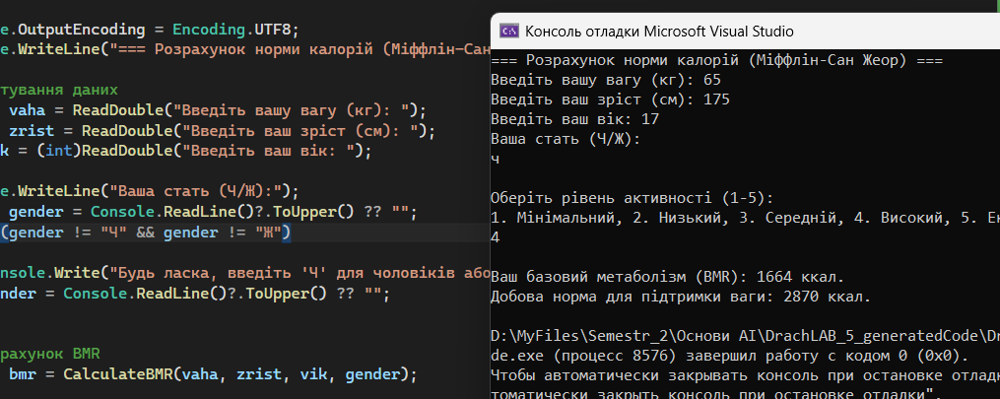 e.OutputEncoding = Encoding.UTF8;
e.WriteLine("=== Розрахунок норми калорій (Міффлін-Сан
тування даних
vaha = ReadDouble("Введіть вашу вагу (кг): ");
zrist = ReadDouble("Введіть ваш зріст (см): ");
k = (int)ReadDouble("Введіть ваш вік: ");
e.WriteLine("Ваша стать (Ч/Ж):");
gender = Console.ReadLine()?.ToUpper() ?? "";
(gender != "Ч" && gender != "Ж")
nsole.Write("Будь ласка, введіть 'Ч' для чоловіків або
nder = Console.ReadLine()?.ToUpper() ?? "";
рахунок BMR
bmr = CalculateBMR(vaha, zrist, vik, gender);
Консоль отладки Microsoft Visual Studio
=== Розрахунок норми калорій (Міффлін-Сан Жеор) ===
Введіть вашу вагу (кг): 65
Введіть ваш зріст (см): 175
Введіть ваш вік: 17
Ваша стать (Ч/Ж):
ч
Оберіть рівень активності (1-5):
1. Мінімальний, 2. Низький, 3. Середній, 4. Високий, 5. Ек
4
Ваш базовий метаболізм (BMR): 1664 ккал.
Добова норма для підтримки ваги: 2870 ккал.
D:\MyFiles\Semestr_2\Основи AI\DrachLAB_5_generatedCode\Dr
de.exe (процесс 8576) завершил работу с кодом 0 (0x0).
Чтобы автоматически закрывать консоль при остановке отлад
томатически закрыть консоль при остановке отладки".